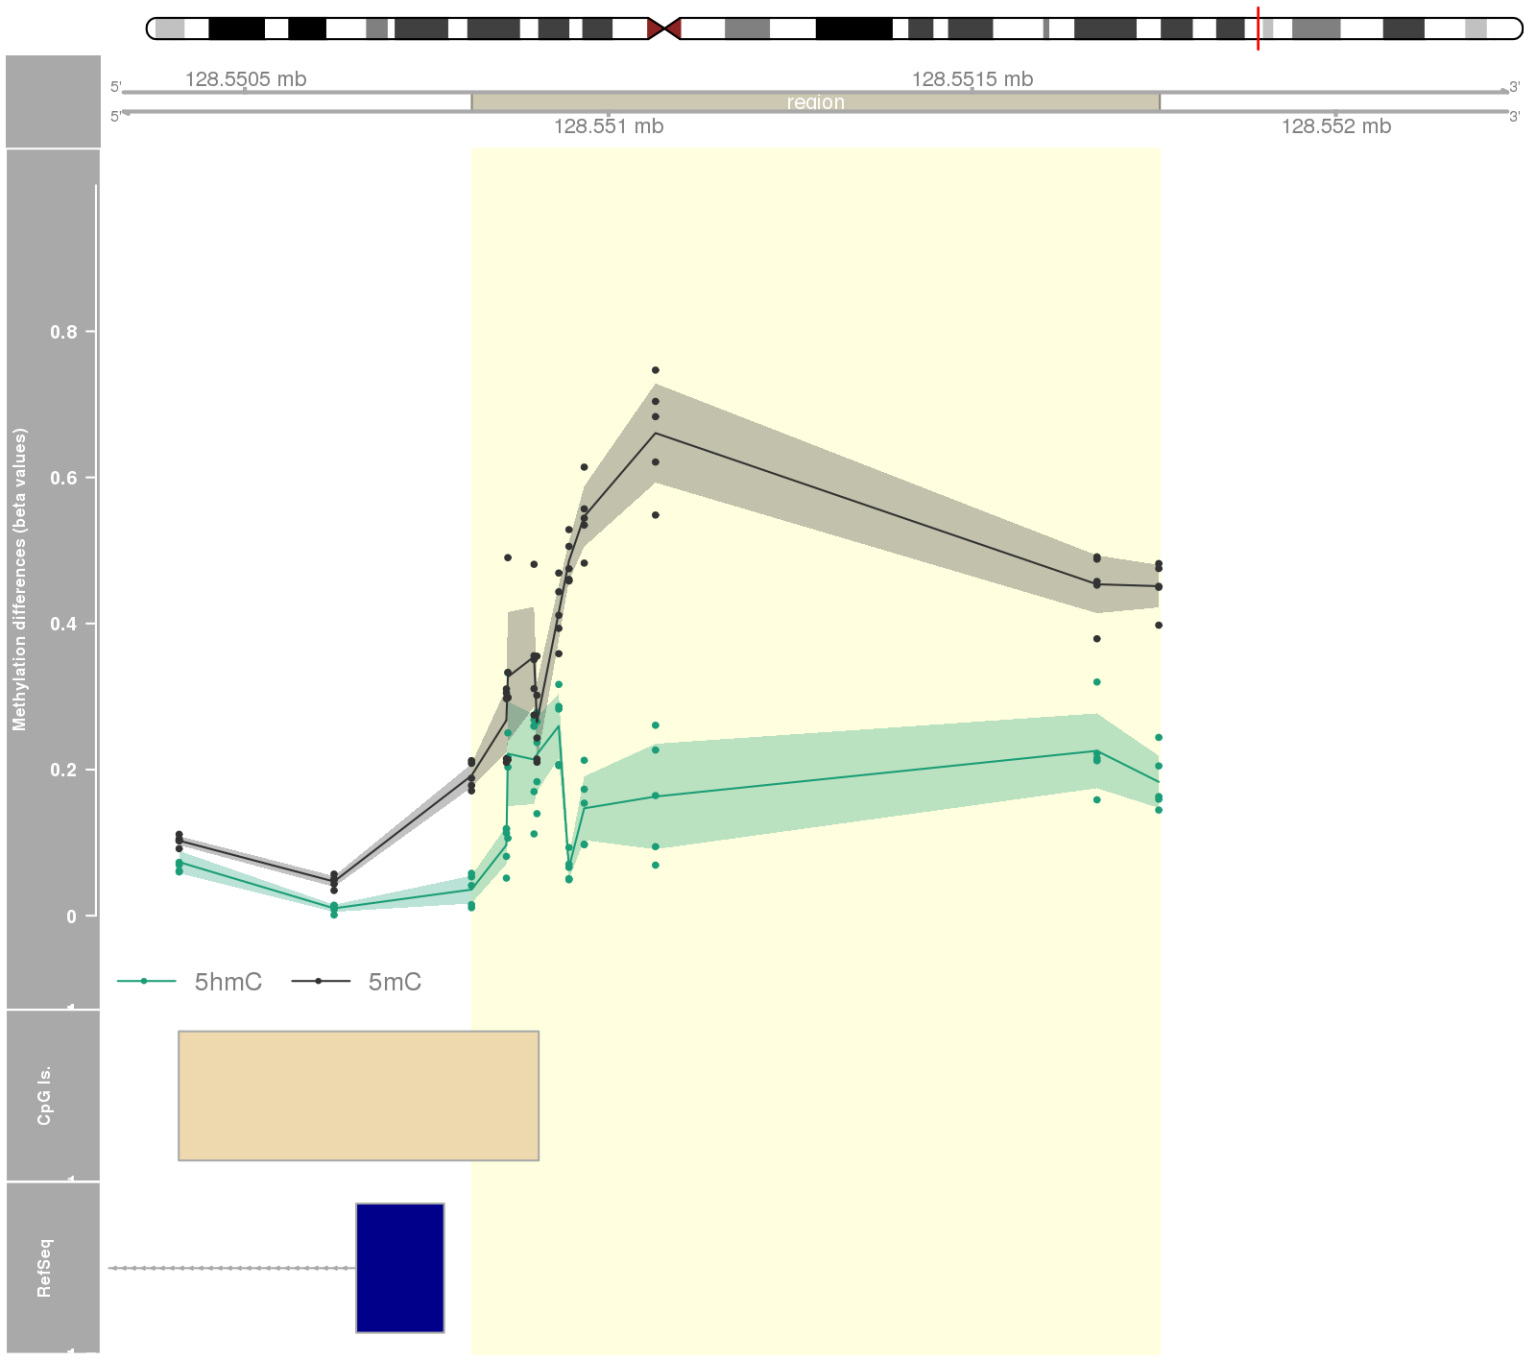 128.5505 mb
128.5515 mb
5'
3'
region
5'
3'
128.551 mb
128.552 mb
Methylation differences (beta values)
0.8
0.6
0.4
0.2
0
5hmC
5mC
CpG Is.
RefSeq